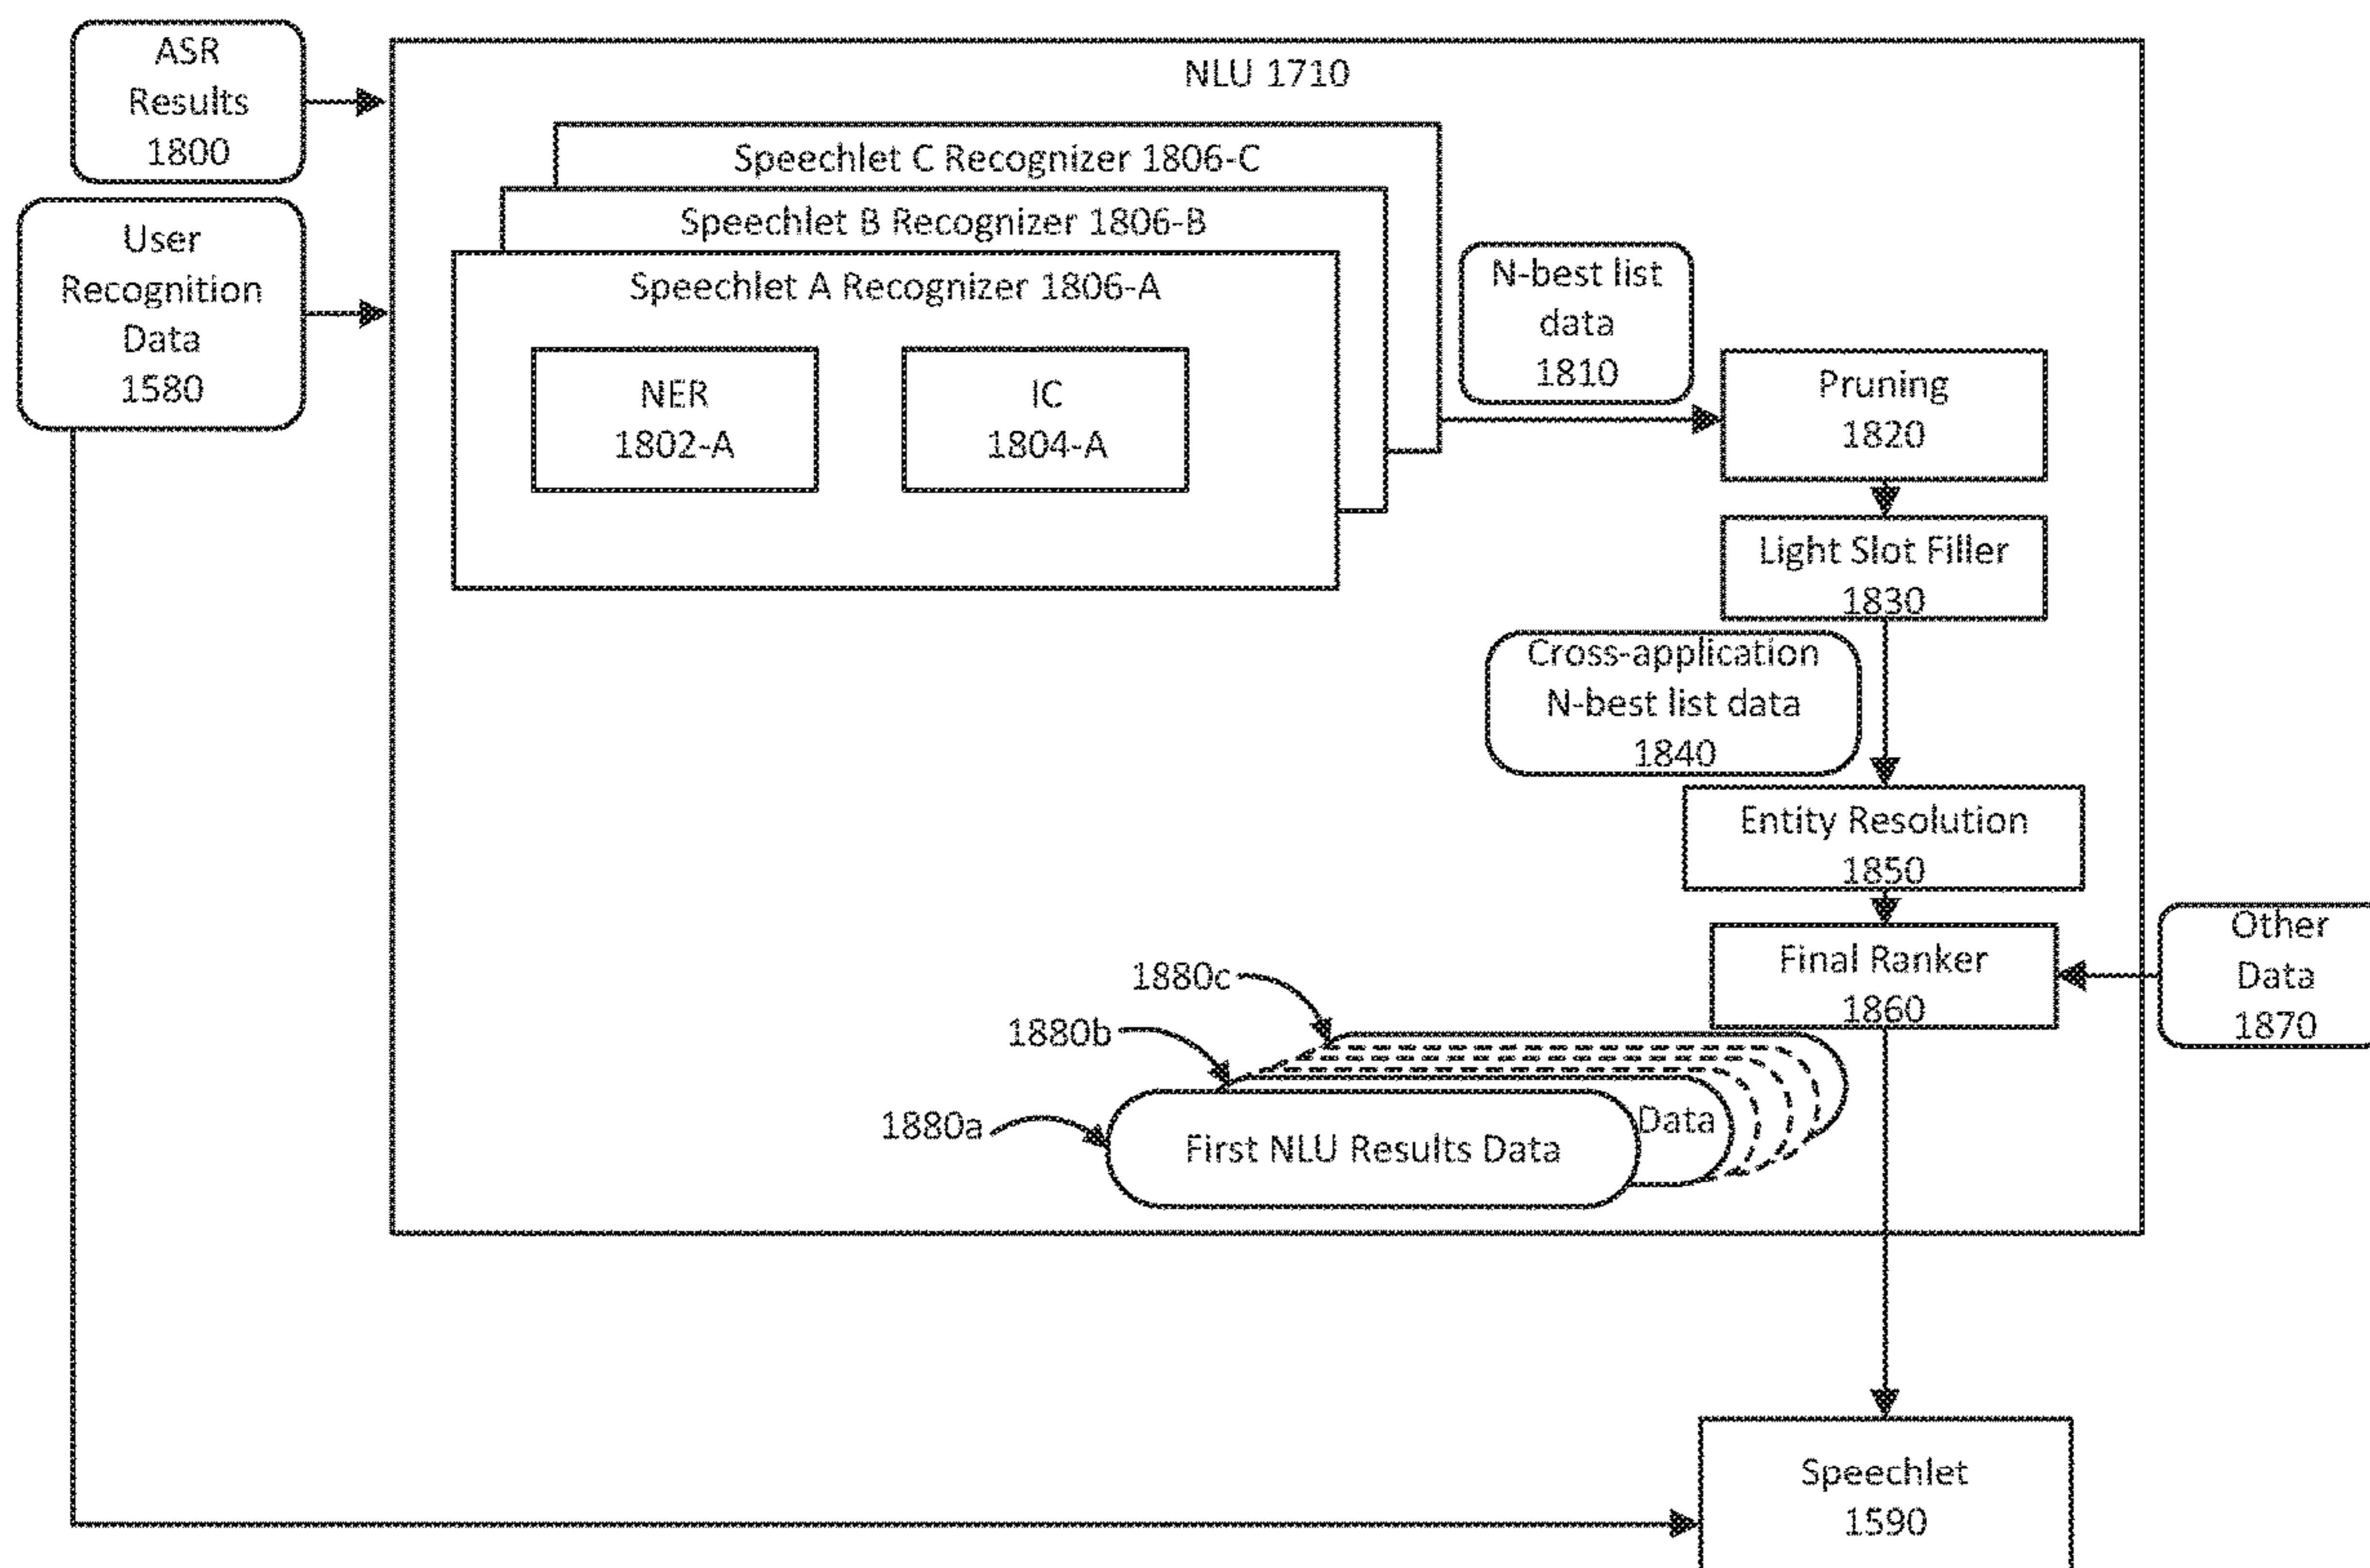 ASR
Results
1800
User
Recognition
Data
1580
NLU 1710
Speechlet C Recognizer 1806-C
Speechlet B Recognizer 1806-B
Speechlet A Recognizer 1806-A
NER
1802-A
IC
1804-A
N-best list
data
1810
Pruning
1820
Light Slot Filler
1830
Cross-application
N-best list data
1840
Entity Resolution
1850
Final Ranker
1860
Other
Data
1870
1880c
1880b
1880a
First NLU Results Data
Data
Speechlet
1590